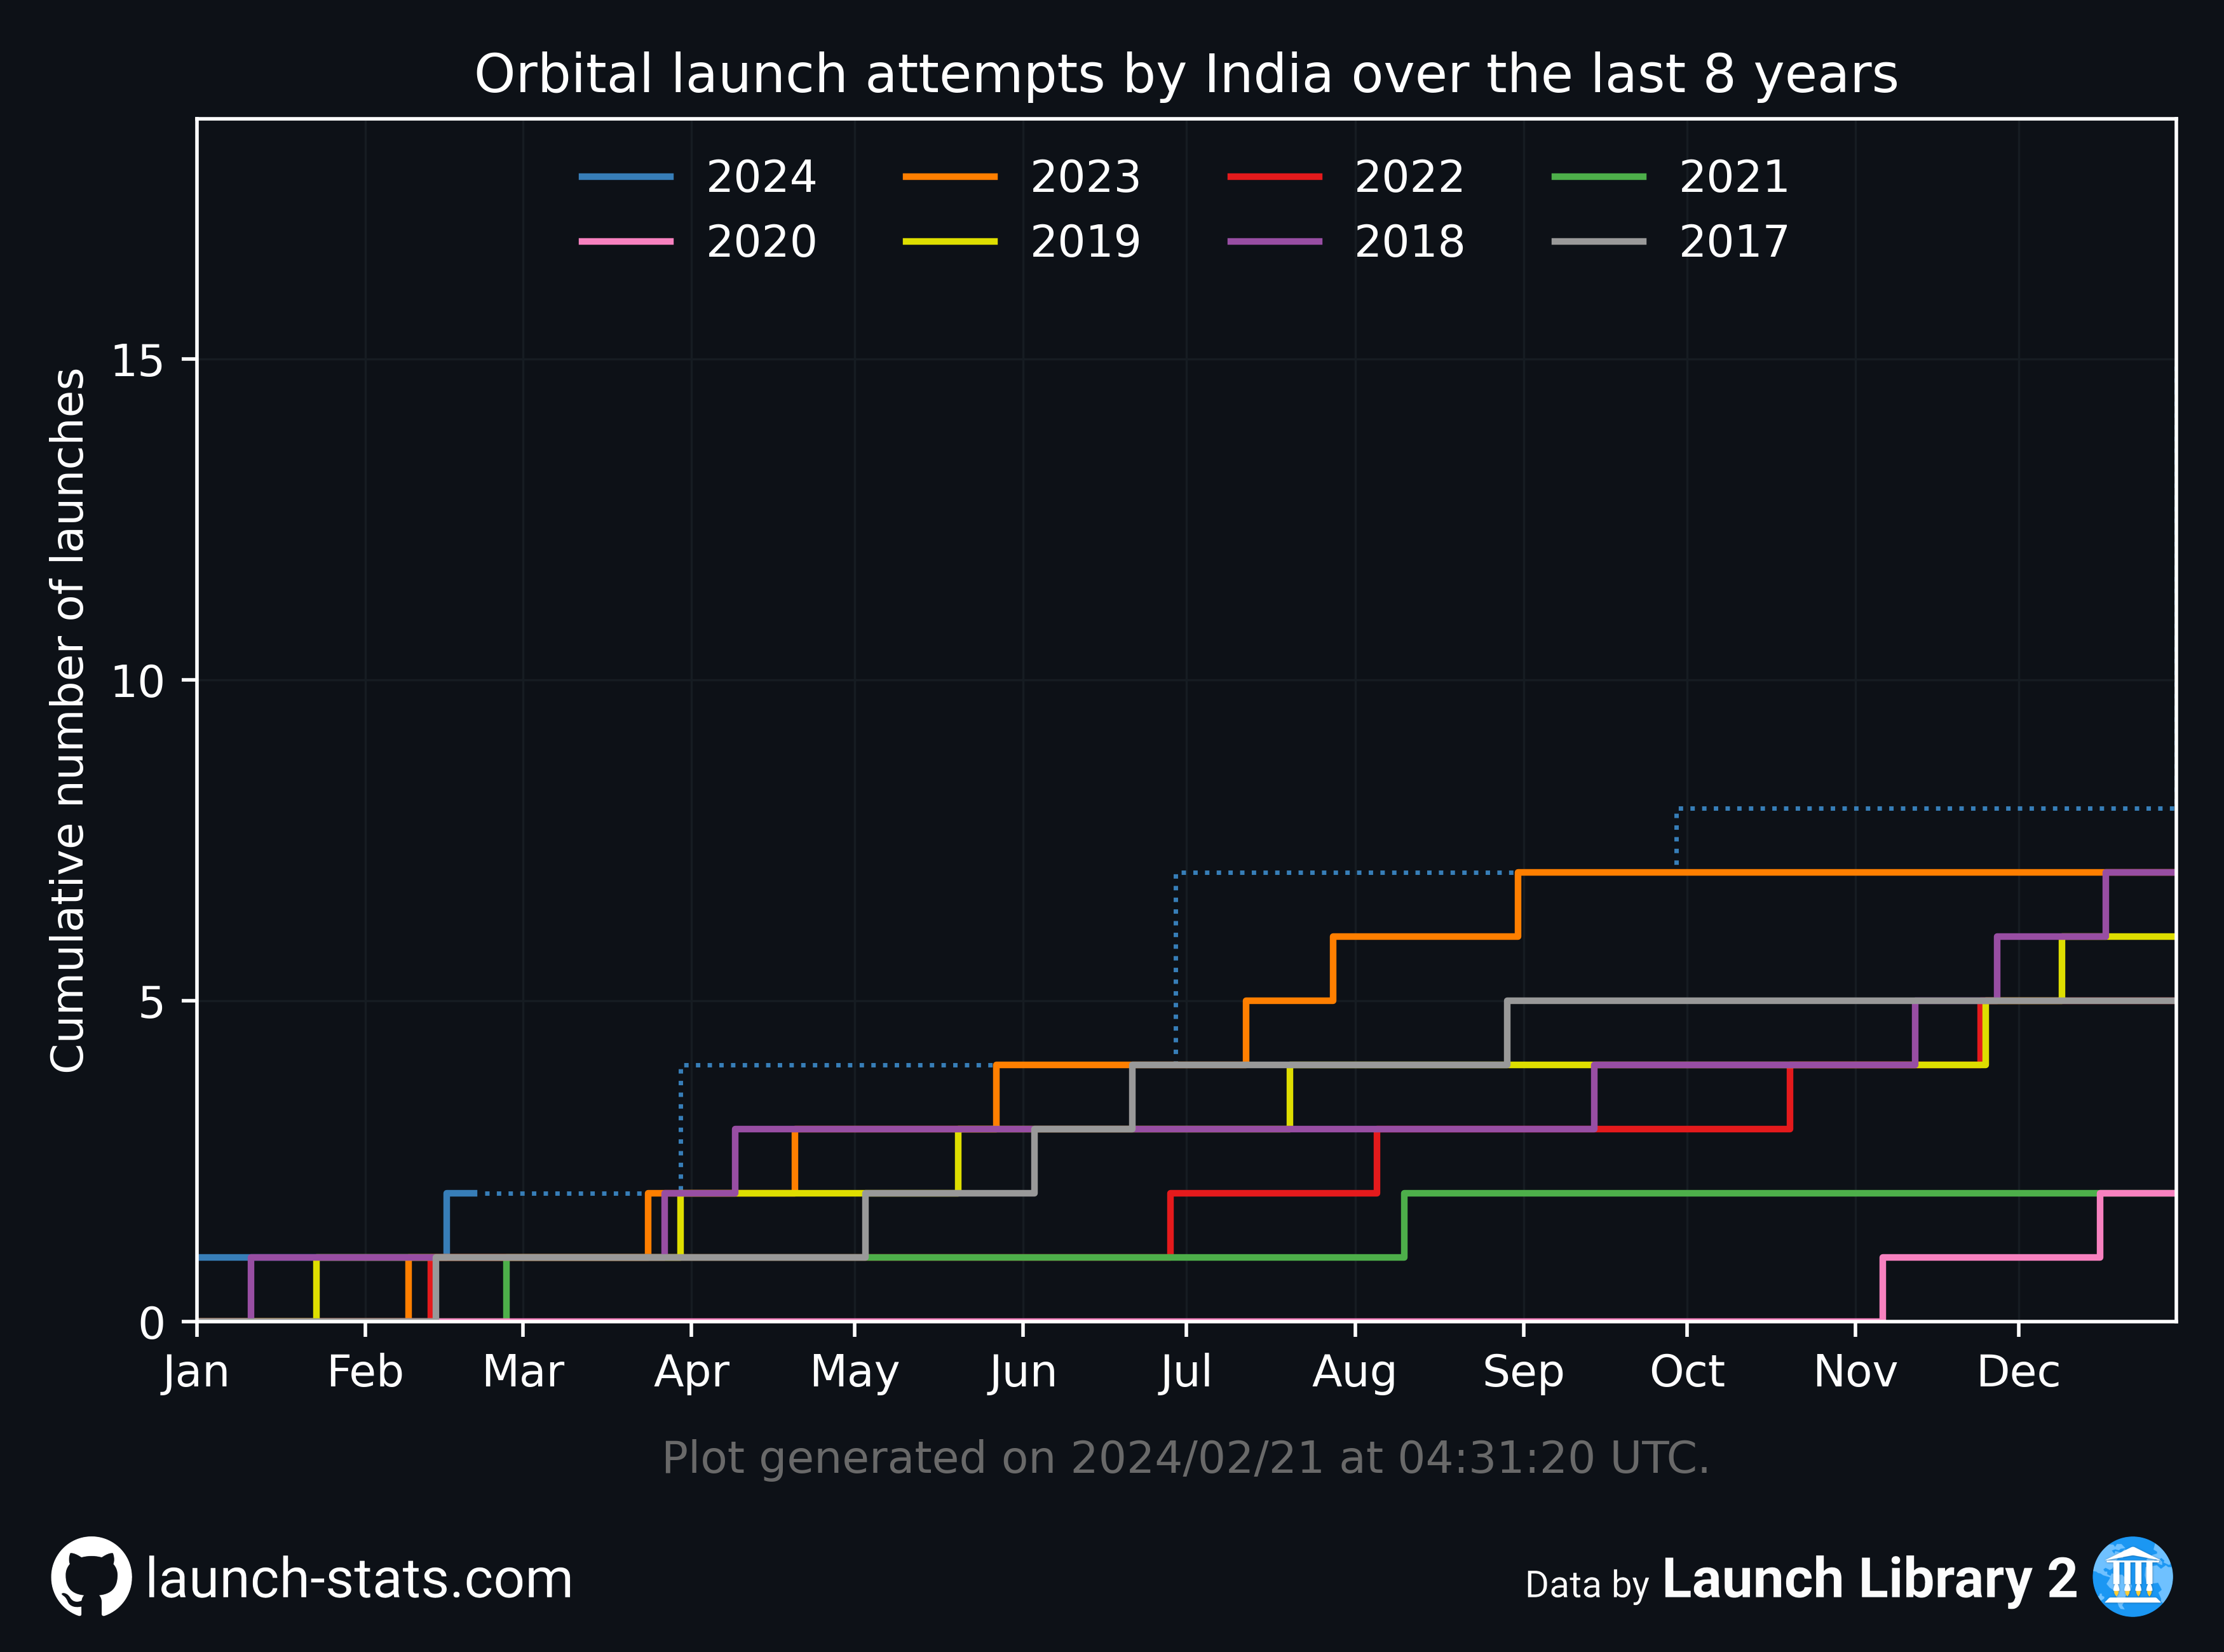 Orbital launch attempts by India over the last 8 years
2024 2023 2022 2021
2020 2019 2018 2017
Cumulative number of launches
15
10
5
0
Jan Feb Mar Apr May Jun Jul Aug Sep Oct Nov Dec
Plot generated on 2024/02/21 at 04:31:20 UTC.
launch-stats.com
Data by Launch Library 2